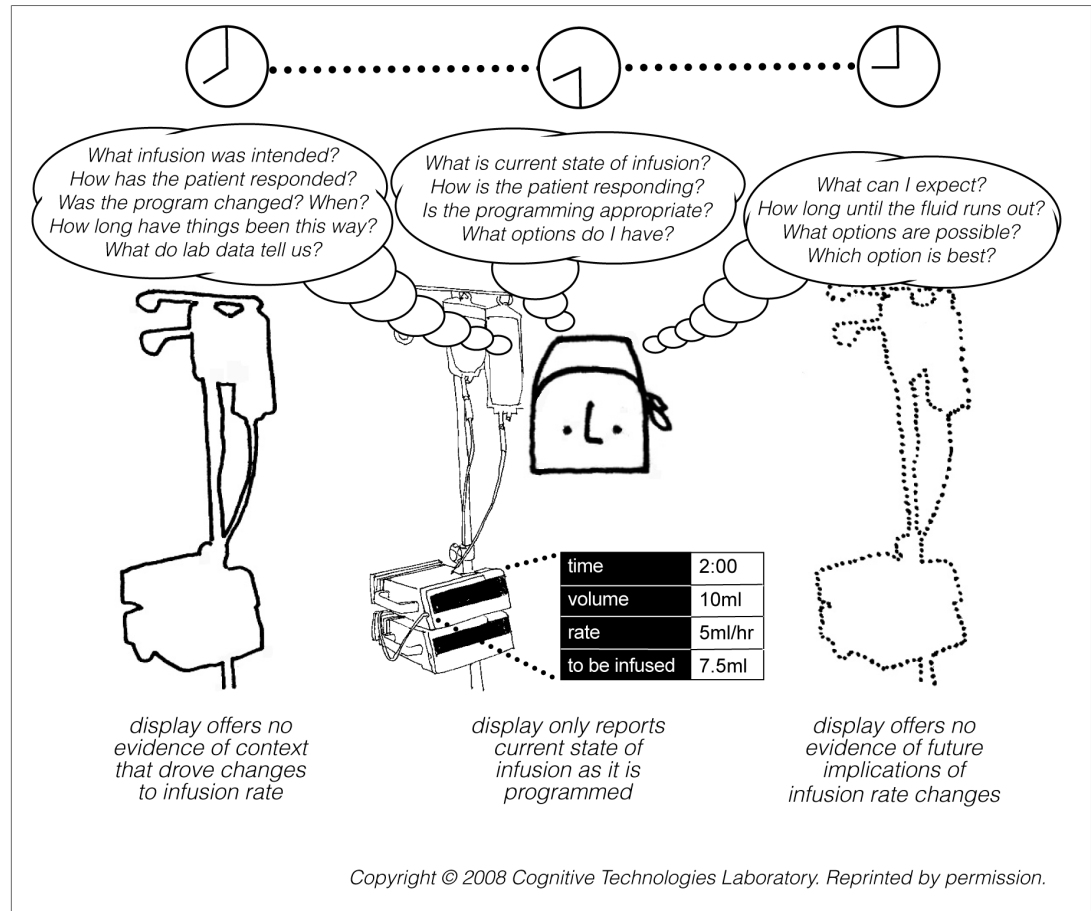 What infusion was intended?
How has the patient responded?
Was the program changed? When?
How long have things been this way?
What do lab data tell us?
What is current state of infusion?
How is the patient responding?
Is the programming appropriate?
What options do I have?
What can I expect?
How long until the fluid runs out?
What options are possible?
Which option is best?
time 2:00
volume 10ml
rate 5ml/hr
to be infused 7.5ml
display offers no
evidence of context
that drove changes
to infusion rate
display only reports
current state of
infusion as it is
programmed
display offers no
evidence of future
implications of
infusion rate changes
Copyright © 2008 Cognitive Technologies Laboratory. Reprinted by permission.